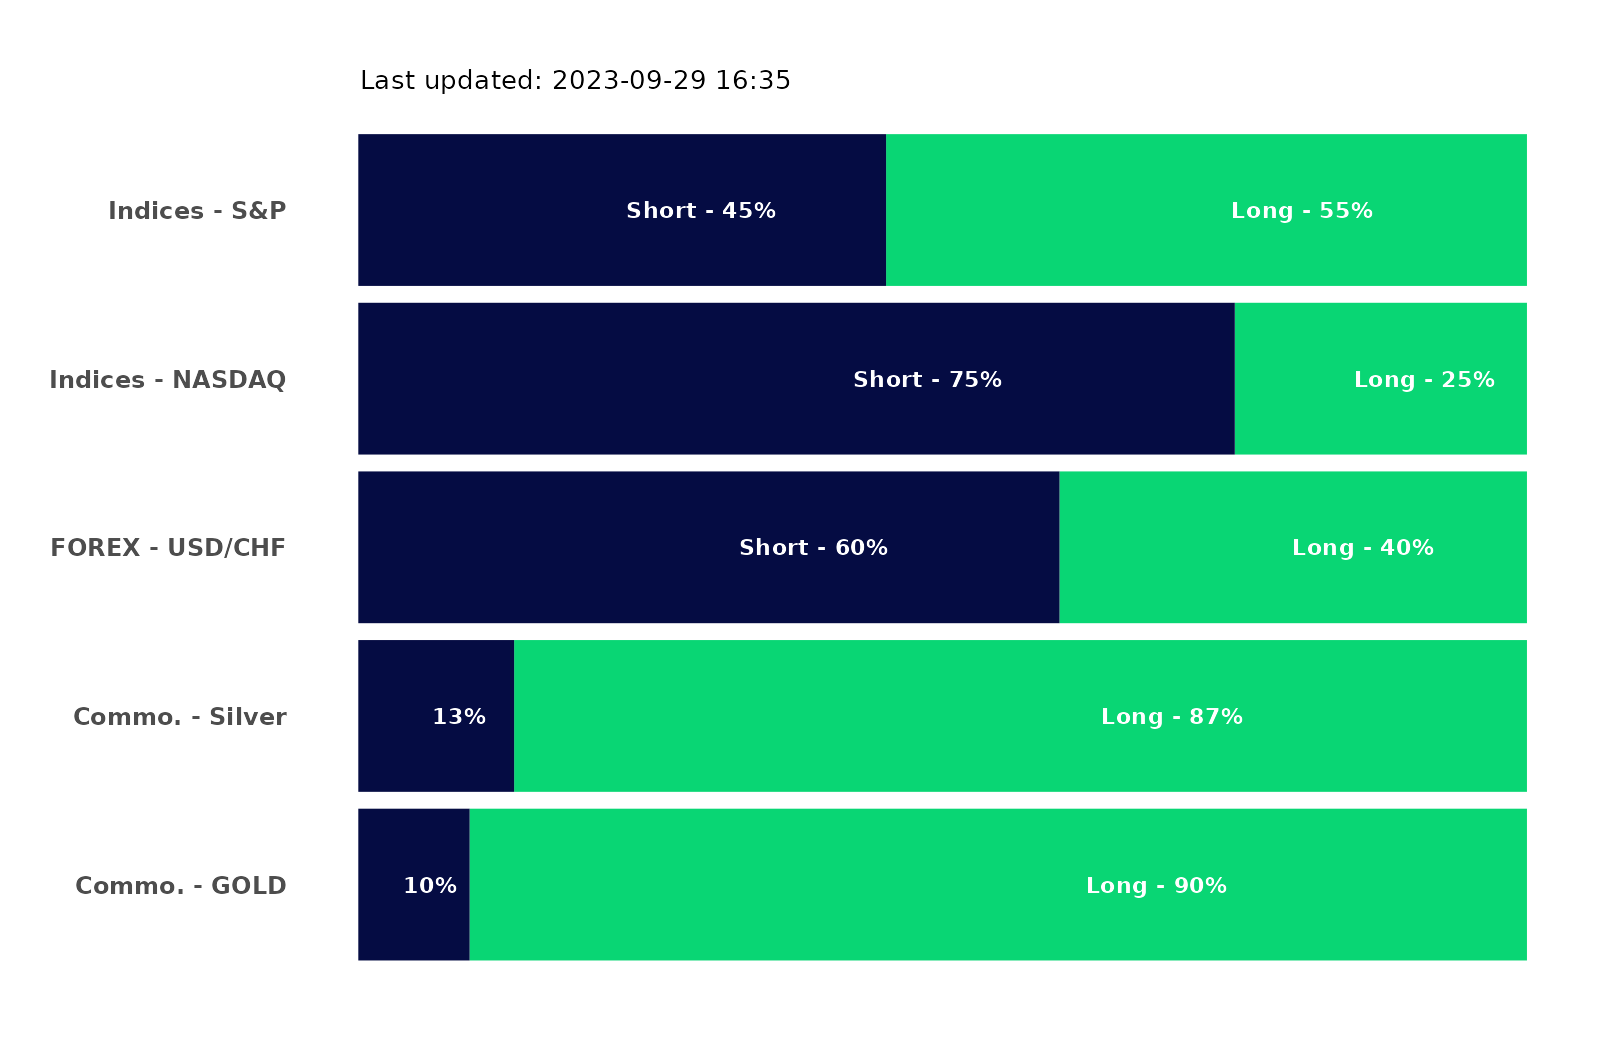 Last updated: 2023-09-29 16:35
Indices - S&P Short - 45% Long - 55%
Indices - NASDAQ Short - 75% Long - 25%
FOREX - USD/CHF Short - 60% Long - 40%
Commo. - Silver 13% Long - 87%
Commo. - GOLD 10% Long - 90%